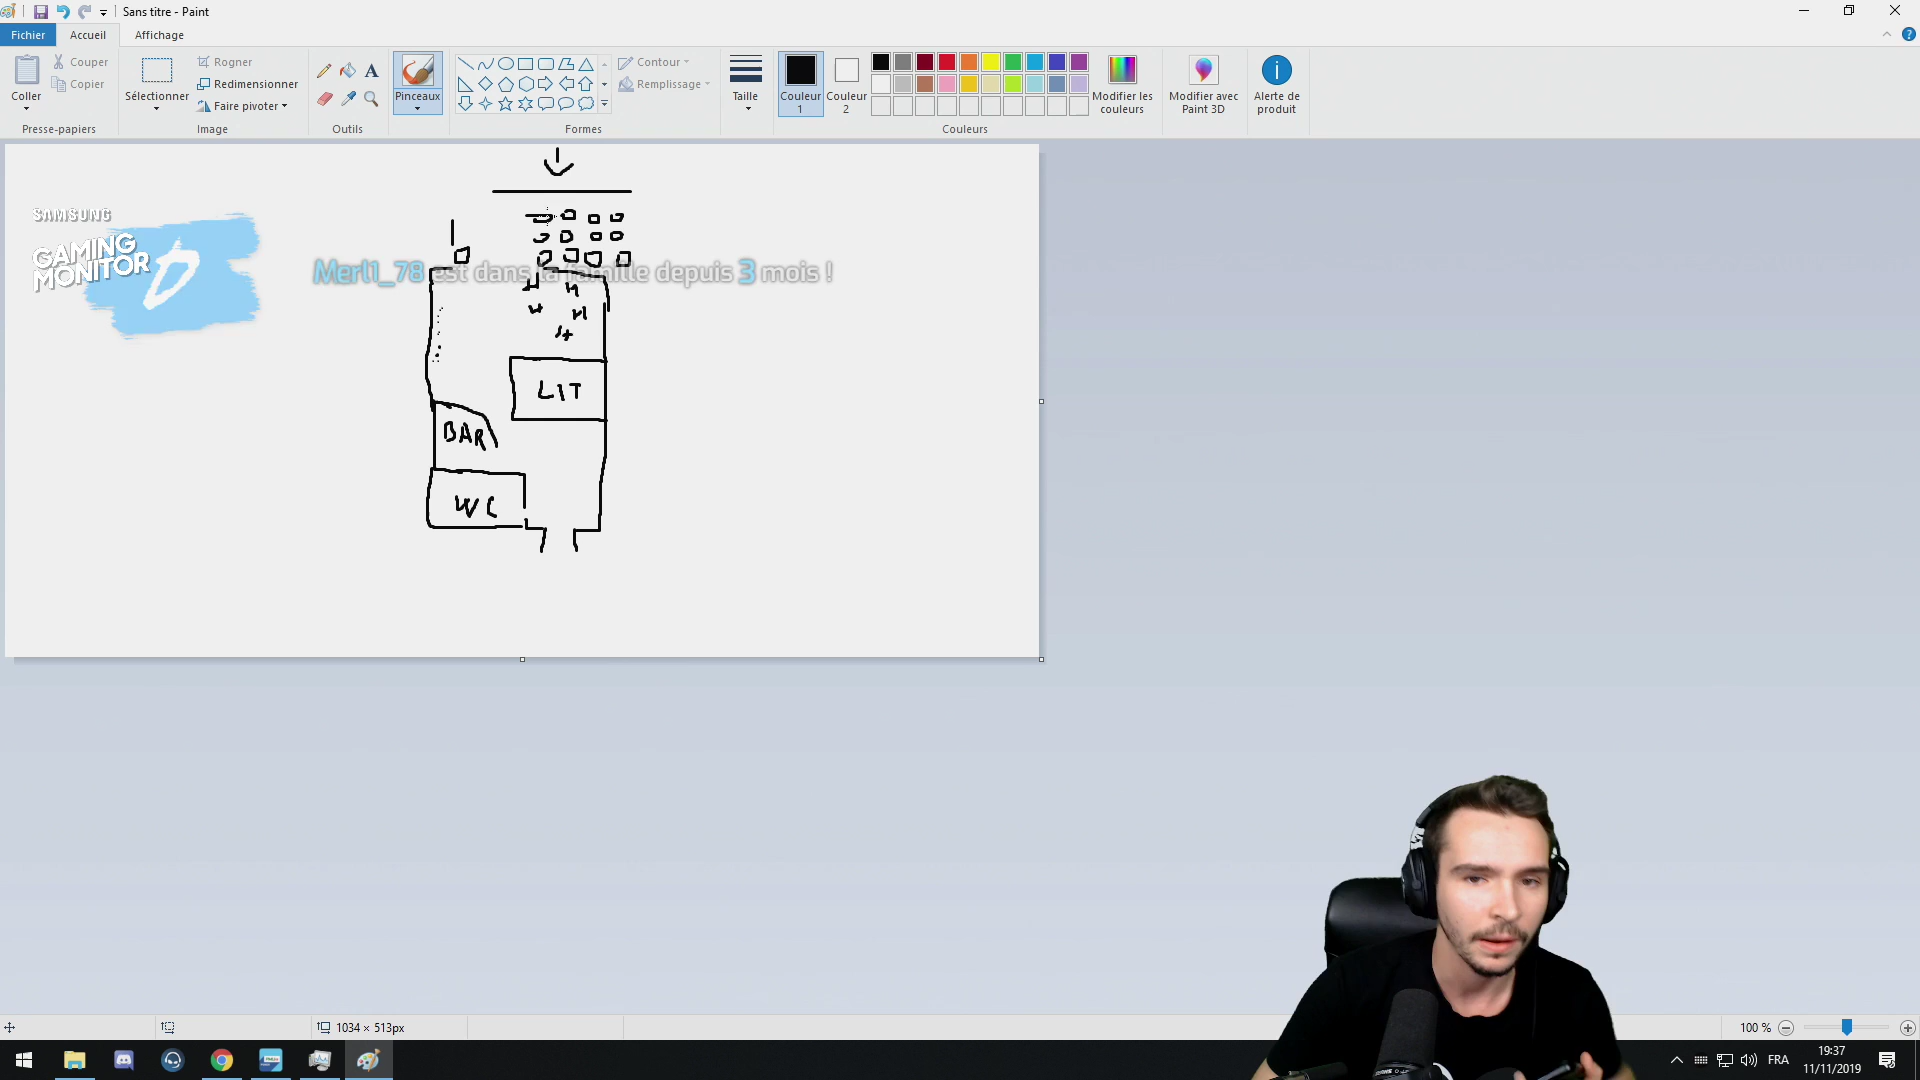 Sans titre - Paint
Fichier
Accueil
Affichage
Coller
Couper
Copier
Presse-papiers
Sélectionner
Rogner
Redimensionner
Faire pivoter
Image
Outils
Pinceaux
Contour
Remplissage
Formes
Taille
Couleur
1
Couleur
2
Modifier les
couleurs
Couleurs
Modifier avec
Paint 3D
Alerte de
produit
SAMSUNG
GAMING
MONITOR
Merl1_78 est dans la famille depuis 3 mois !
LIT
BAR
WC
1034 × 513px
100 %
FRA
19:37
11/11/2019